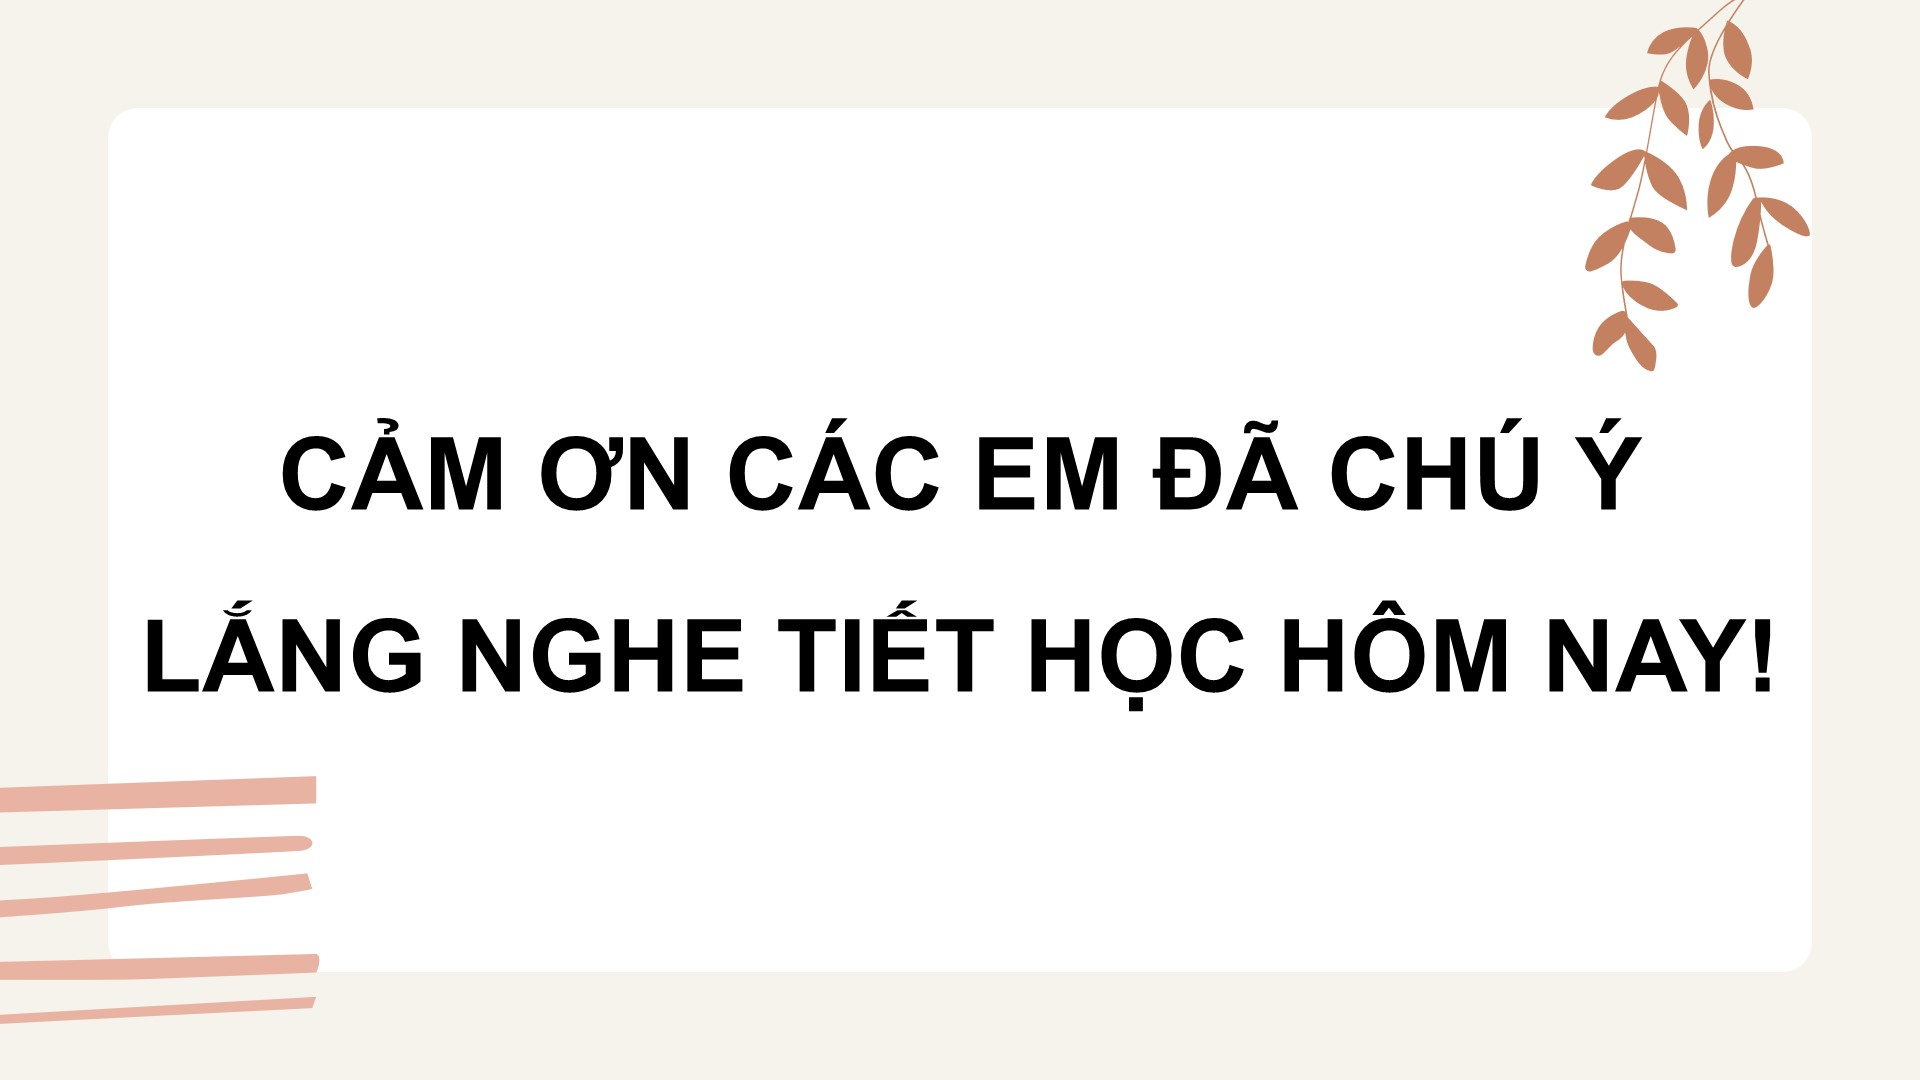 CẢM ƠN CÁC EM ĐÃ CHÚ Ý
LẮNG NGHE TIẾT HỌC HÔM NAY!